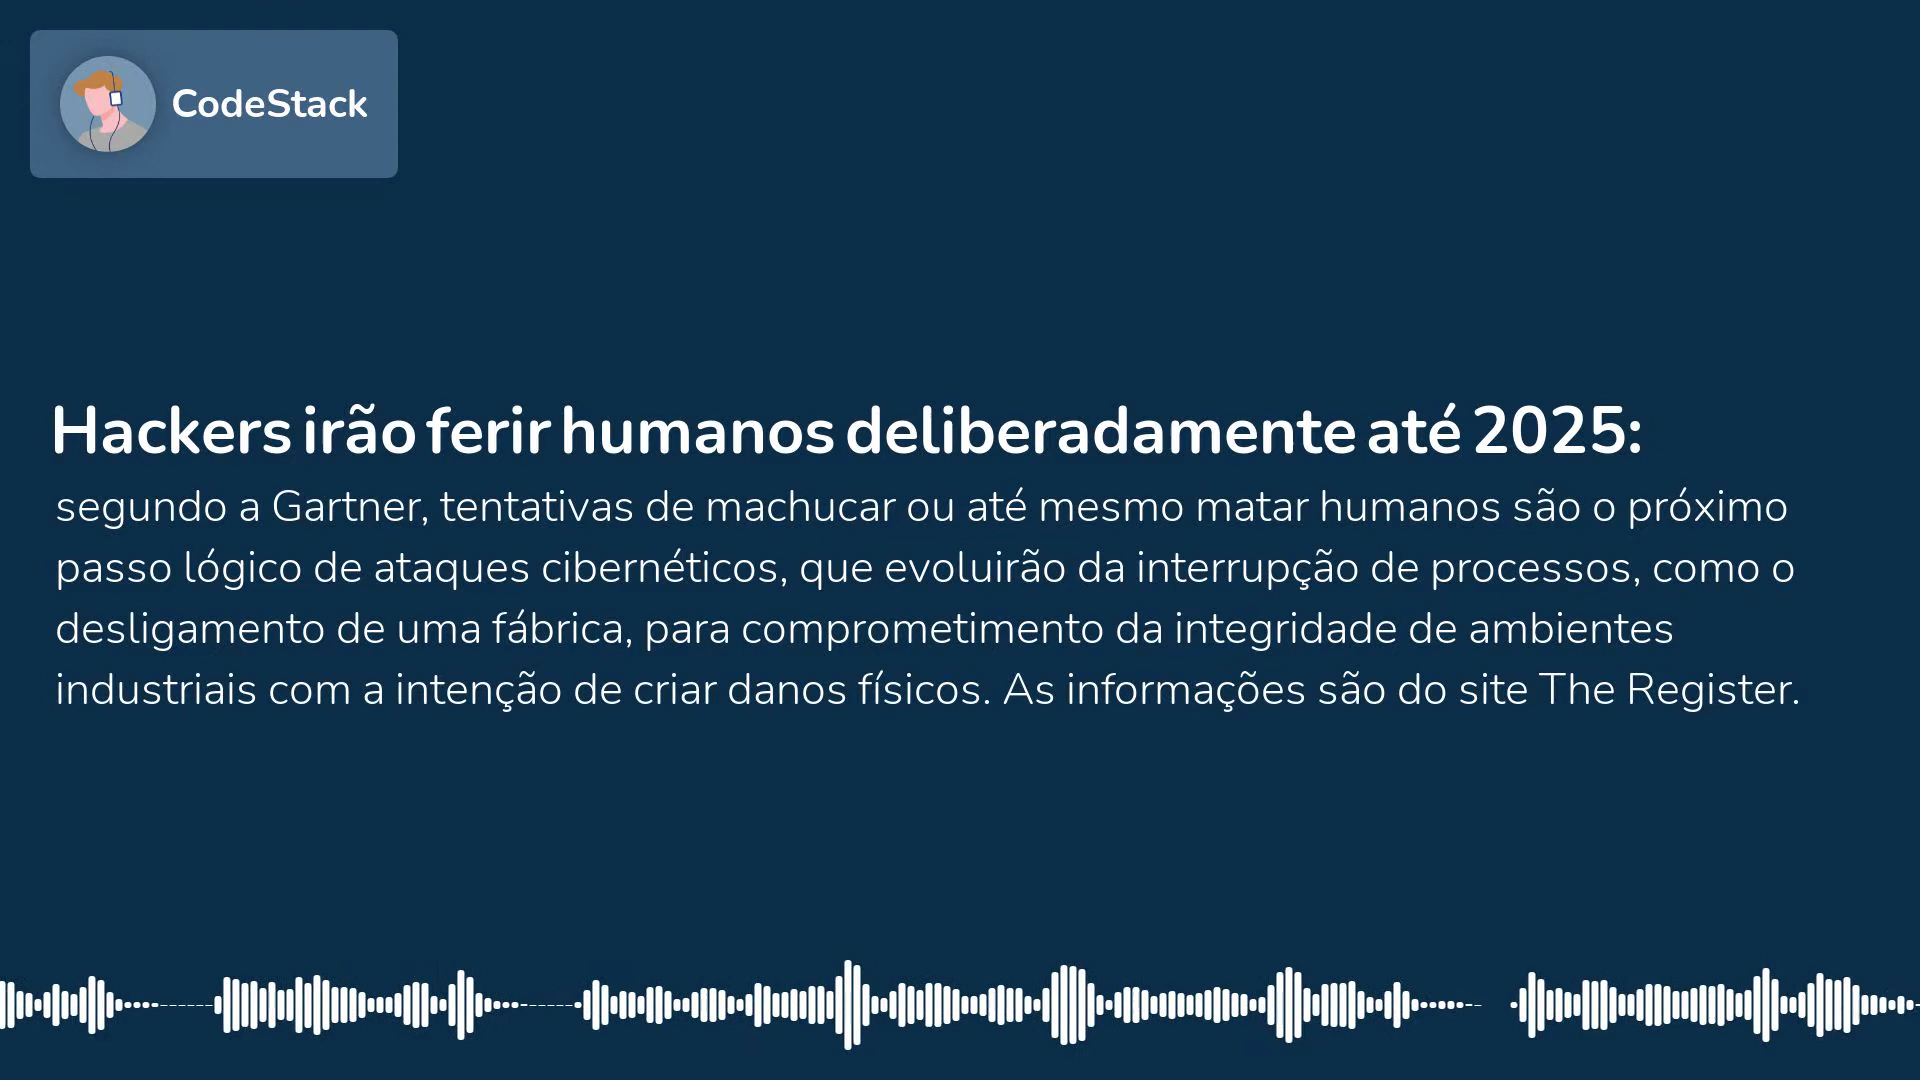 CodeStack
Hackers irão ferir humanos deliberadamente até 2025:
segundo a Gartner, tentativas de machucar ou até mesmo matar humanos são o próximo
passo lógico de ataques cibernéticos, que evoluirão da interrupção de processos, como o
desligamento de uma fábrica, para comprometimento da integridade de ambientes
industriais com a intenção de criar danos físicos. As informações são do site The Register.